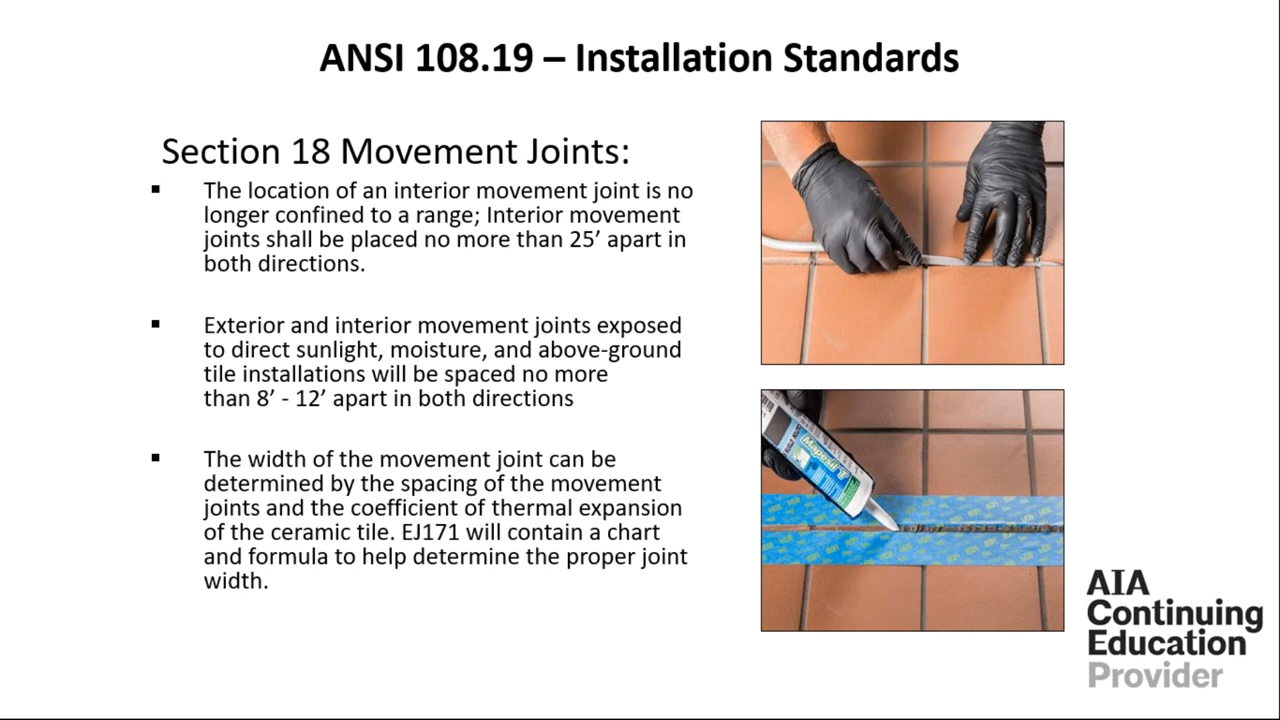 ANSI 108.19 – Installation Standards
Section 18 Movement Joints:
▪ The location of an interior movement joint is no
longer confined to a range; Interior movement
joints shall be placed no more than 25’ apart in
both directions.
▪ Exterior and interior movement joints exposed
to direct sunlight, moisture, and above-ground
tile installations will be spaced no more
than 8’ - 12’ apart in both directions
▪ The width of the movement joint can be
determined by the spacing of the movement
joints and the coefficient of thermal expansion
of the ceramic tile. EJ171 will contain a chart
and formula to help determine the proper joint
width.
Mapesil T
AIA
Continuing
Education
Provider